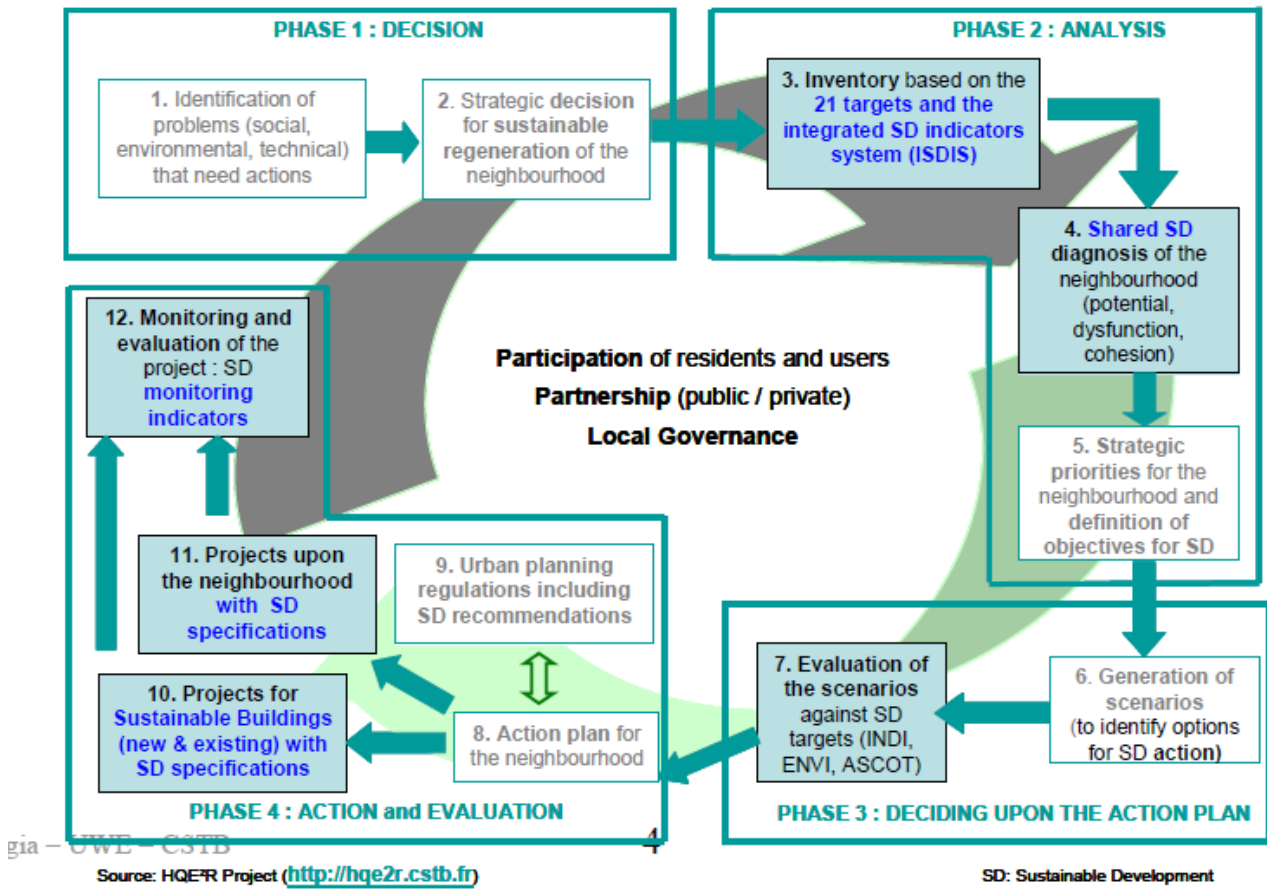 PHASE 1 : DECISION
1. Identification of
problems (social,
environmental, technical)
that need actions
2. Strategic decision
for sustainable
regeneration of the
neighbourhood
PHASE 2 : ANALYSIS
3. Inventory based on the
21 targets and the
integrated SD indicators
system (ISDIS)
4. Shared SD
diagnosis of the
neighbourhood
(potential,
dysfunction,
cohesion)
5. Strategic
priorities for the
neighbourhood and
definition of
objectives for SD
Participation of residents and users
Partnership (public / private)
Local Governance
6. Generation of
scenarios
(to identify options
for SD action)
7. Evaluation of
the scenarios
against SD
targets (INDI,
ENVI, ASCOT)
PHASE 3 : DECIDING UPON THE ACTION PLAN
8. Action plan for
the neighbourhood
9. Urban planning
regulations including
SD recommendations
10. Projects for
Sustainable Buildings
(new & existing) with
SD specifications
11. Projects upon
the neighbourhood
with SD
specifications
12. Monitoring and
evaluation of the
project : SD
monitoring
indicators
PHASE 4 : ACTION and EVALUATION
gia – UWE – CSTB
4
Source: HQE²R Project (http://hqe2r.cstb.fr)
SD: Sustainable Development